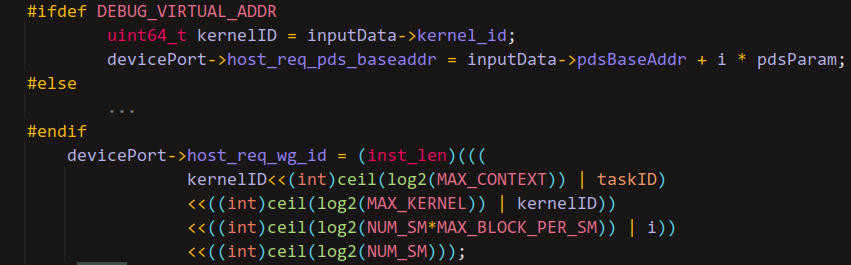 #ifdef DEBUG_VIRTUAL_ADDR
uint64_t kernelID = inputData->kernel_id;
devicePort->host_req_pds_baseaddr = inputData->pdsBaseAddr + i * pdsParam;
#else
...
#endif
devicePort->host_req_wg_id = (inst_len)(((
kernelID<<(int)ceil(log2(MAX_CONTEXT)) | taskID)
<<((int)ceil(log2(MAX_KERNEL)) | kernelID))
<<((int)ceil(log2(NUM_SM*MAX_BLOCK_PER_SM)) | i))
<<((int)ceil(log2(NUM_SM)));